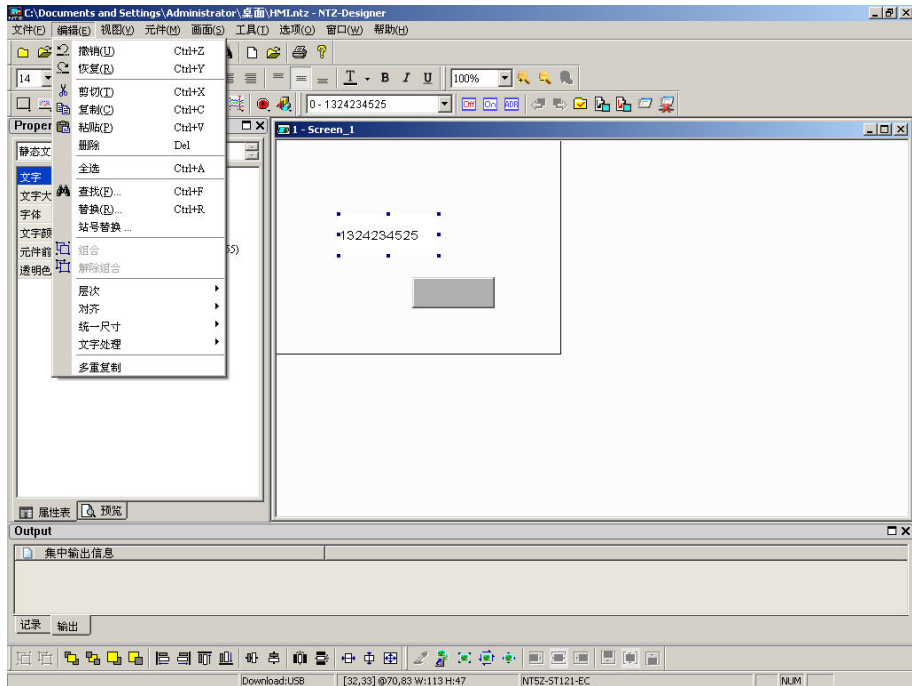 C:\Documents and Settings\Administrator\桌面\HMI.ntz - NTZ-Designer
文件(F) 编辑(E) 视图(V) 元件(M) 画面(S) 工具(T) 选项(O) 窗口(W) 帮助(H)
撤销(U) Ctrl+Z
恢复(R) Ctrl+Y
剪切(T) Ctrl+X
复制(C) Ctrl+C
粘贴(P) Ctrl+V
删除 Del
全选 Ctrl+A
查找(F)... Ctrl+F
替换(R)... Ctrl+R
站号替换 ...
组合
解除组合
层次
对齐
统一尺寸
文字处理
多重复制
14 I B I U 100%
0 - 1324234525 Off On ADR
Proper
静态文
文字
文字大
字体
文字颜
元件前 55)
透明色
1 - Screen_1
1324234525
属性表 预览
Output
集中输出信息
记录 输出
Download:USB [32,33] @70,83 W:113 H:47 NT5Z-ST121-EC NUM